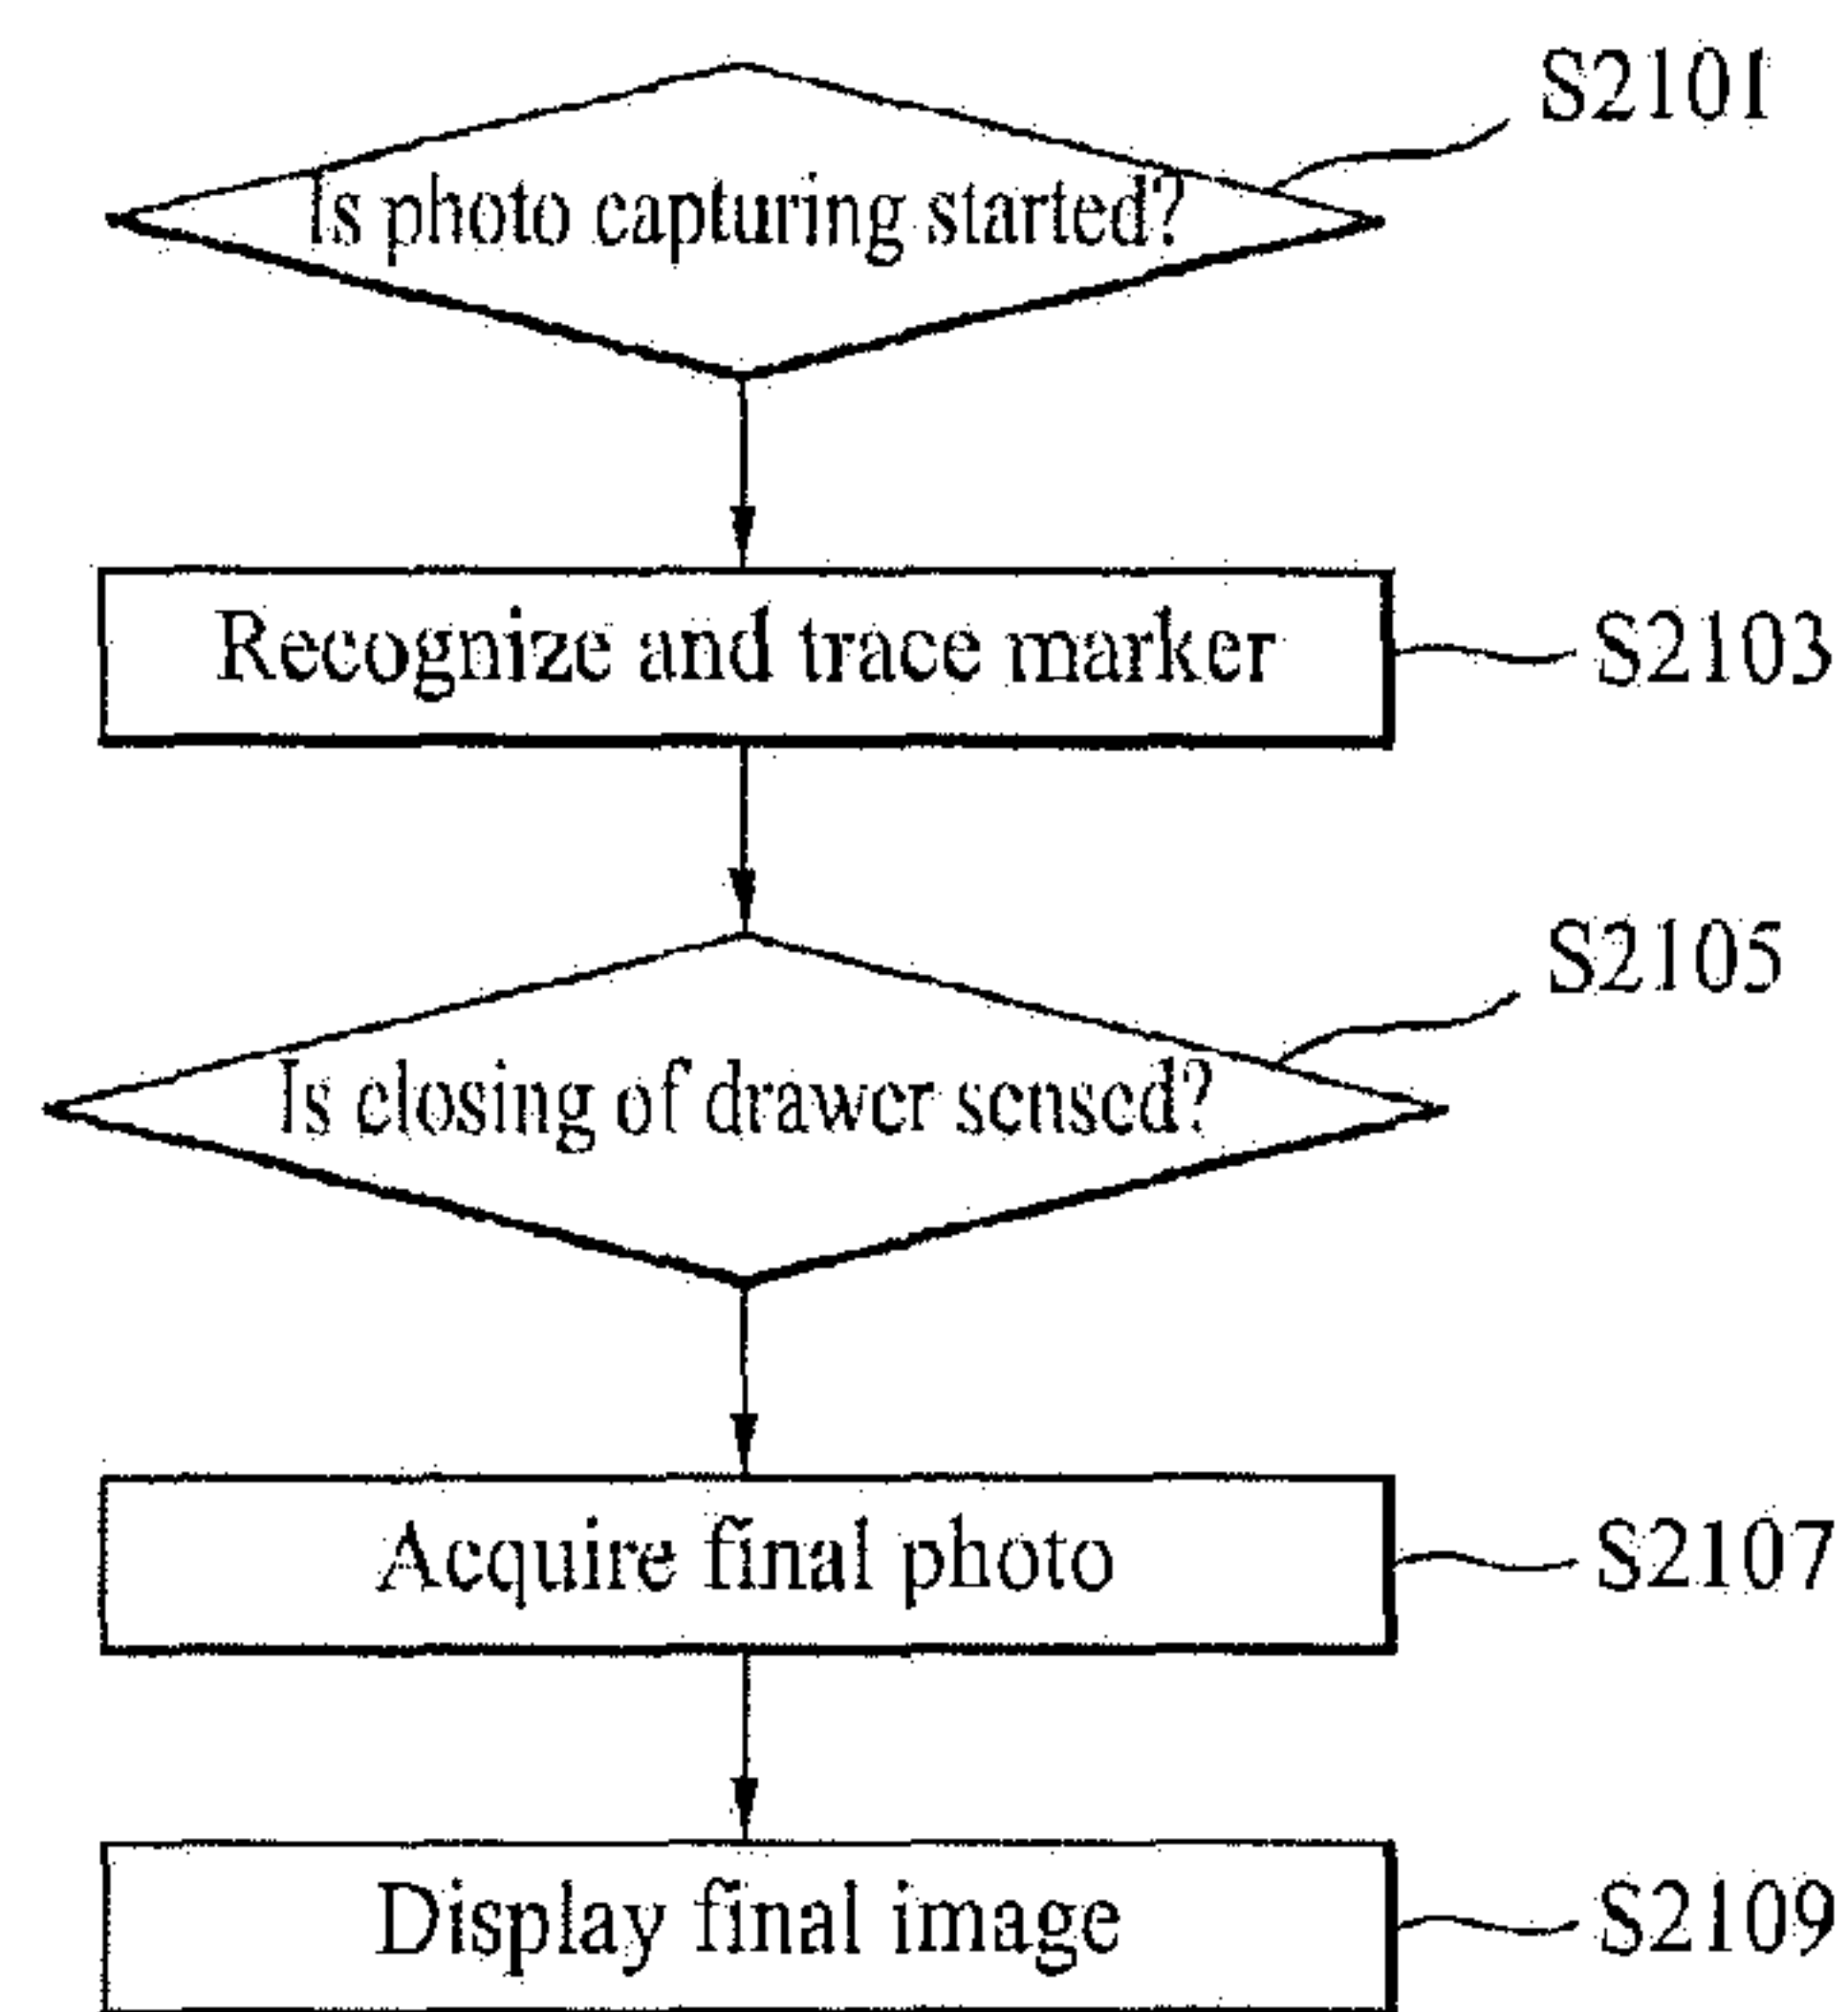 S2101
Is photo capturing started?
Recognize and trace marker
S2103
S2105
Is closing of drawer sensed?
Acquire final photo
S2107
Display final image
S2109